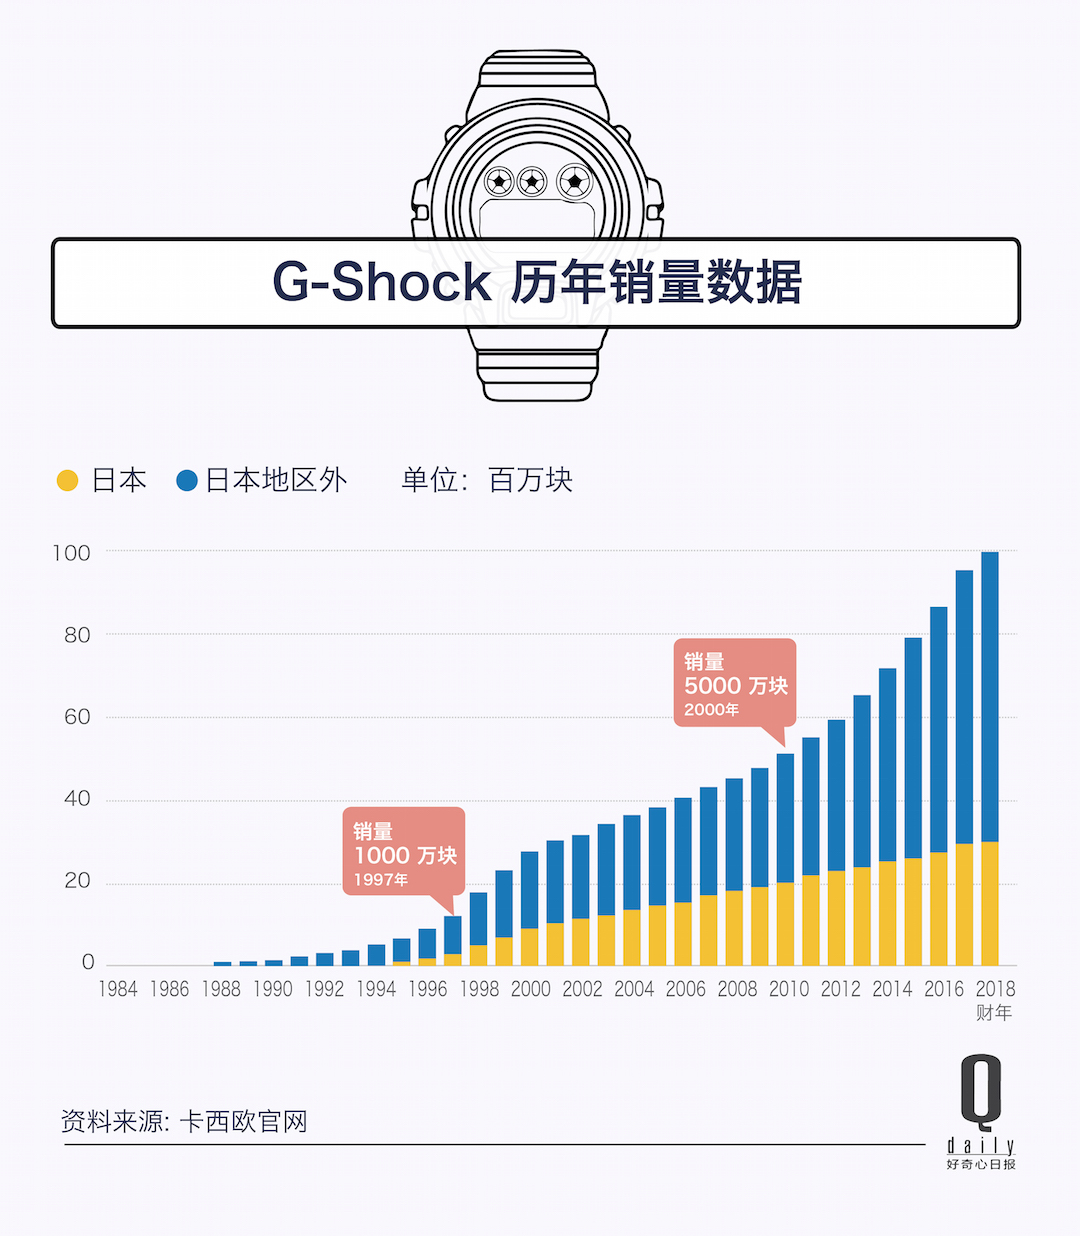 G-Shock 历年销量数据
日本 日本地区外 单位：百万块
100
80
60
40
20
0
销量
5000 万块
2000年
销量
1000 万块
1997年
1984 1986 1988 1990 1992 1994 1996 1998 2000 2002 2004 2006 2008 2010 2012 2014 2016 2018
财年
资料来源: 卡西欧官网
Q
daily
好奇心日报